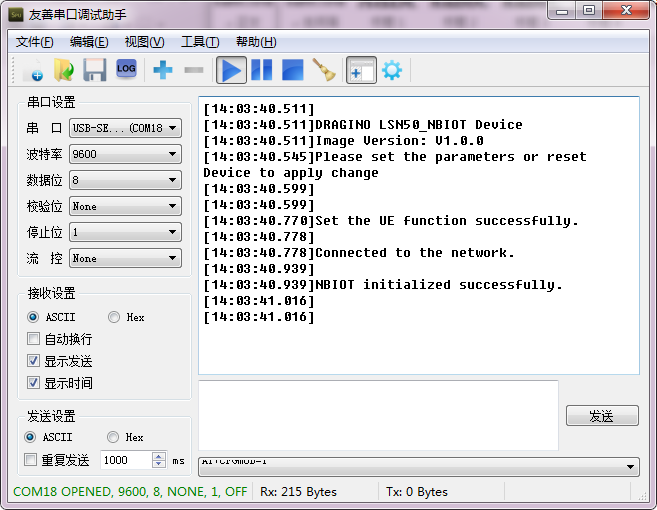 友善串口调试助手
文件(F) 编辑(E) 视图(V) 工具(T) 帮助(H)
LOG
串口设置
串 口 USB-SE...(COM18
波特率 9600
数据位 8
校验位 None
停止位 1
流 控 None
接收设置
ASCII Hex
自动换行
显示发送
显示时间
发送设置
ASCII Hex
重复发送 1000 ms
[14:03:40.511]
[14:03:40.511]DRAGINO LSN50_NBIOT Device
[14:03:40.511]Image Version: V1.0.0
[14:03:40.545]Please set the parameters or reset
Device to apply change
[14:03:40.599]
[14:03:40.599]
[14:03:40.770]Set the UE function successfully.
[14:03:40.778]
[14:03:40.778]Connected to the network.
[14:03:40.939]
[14:03:40.939]NBIOT initialized successfully.
[14:03:41.016]
[14:03:41.016]
发送
COM18 OPENED, 9600, 8, NONE, 1, OFF Rx: 215 Bytes Tx: 0 Bytes